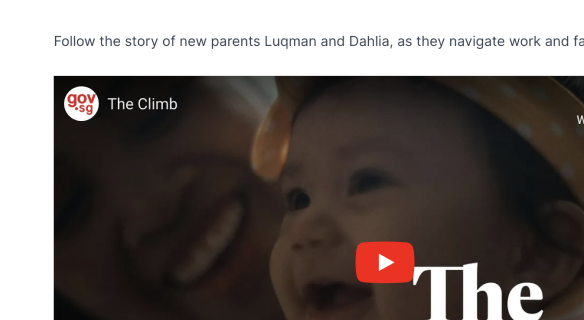 Follow the story of new parents Luqman and Dahlia, as they navigate work and fa
gov
sg
The Climb
w
The